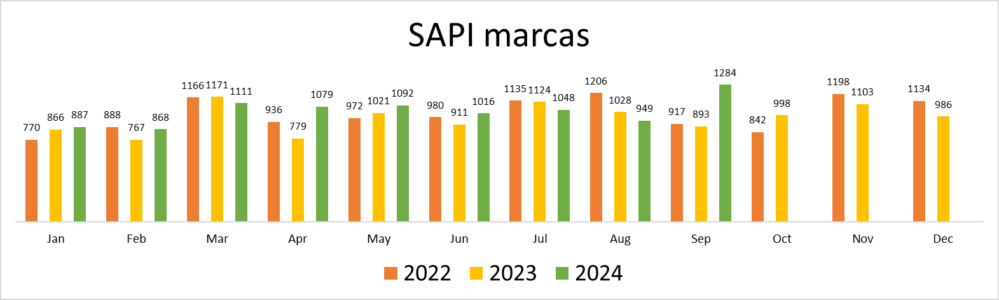 SAPI marcas
770 866 887 888 767 868 1166 1171 1111 936 779 1079 972 1021 1092 980 911 1016 1135 1124 1048 1206 1028 949 917 893 1284 842 998 1198 1103 1134 986
Jan Feb Mar Apr May Jun Jul Aug Sep Oct Nov Dec
2022 2023 2024